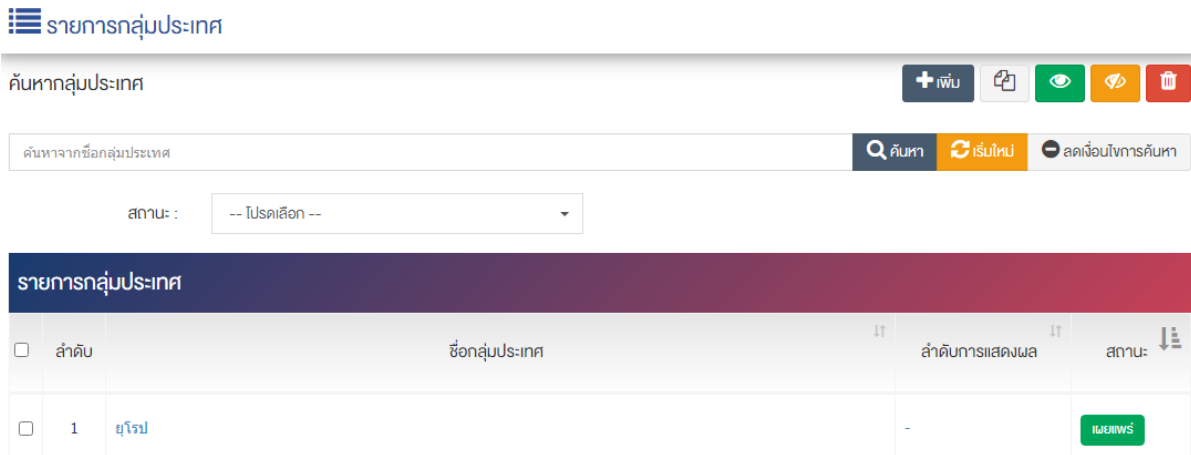 รายการกลุ่มประเทศ
ค้นหากลุ่มประเทศ เพิ่ม
ค้นหาจากชื่อกลุ่มประเทศ ค้นหา เริ่มใหม่ ลดเงื่อนไขการค้นหา
สถานะ : -- โปรดเลือก --
รายการกลุ่มประเทศ
ลำดับ ชื่อกลุ่มประเทศ ลำดับการแสดงผล สถานะ
1 ยุโรป - เผยแพร่